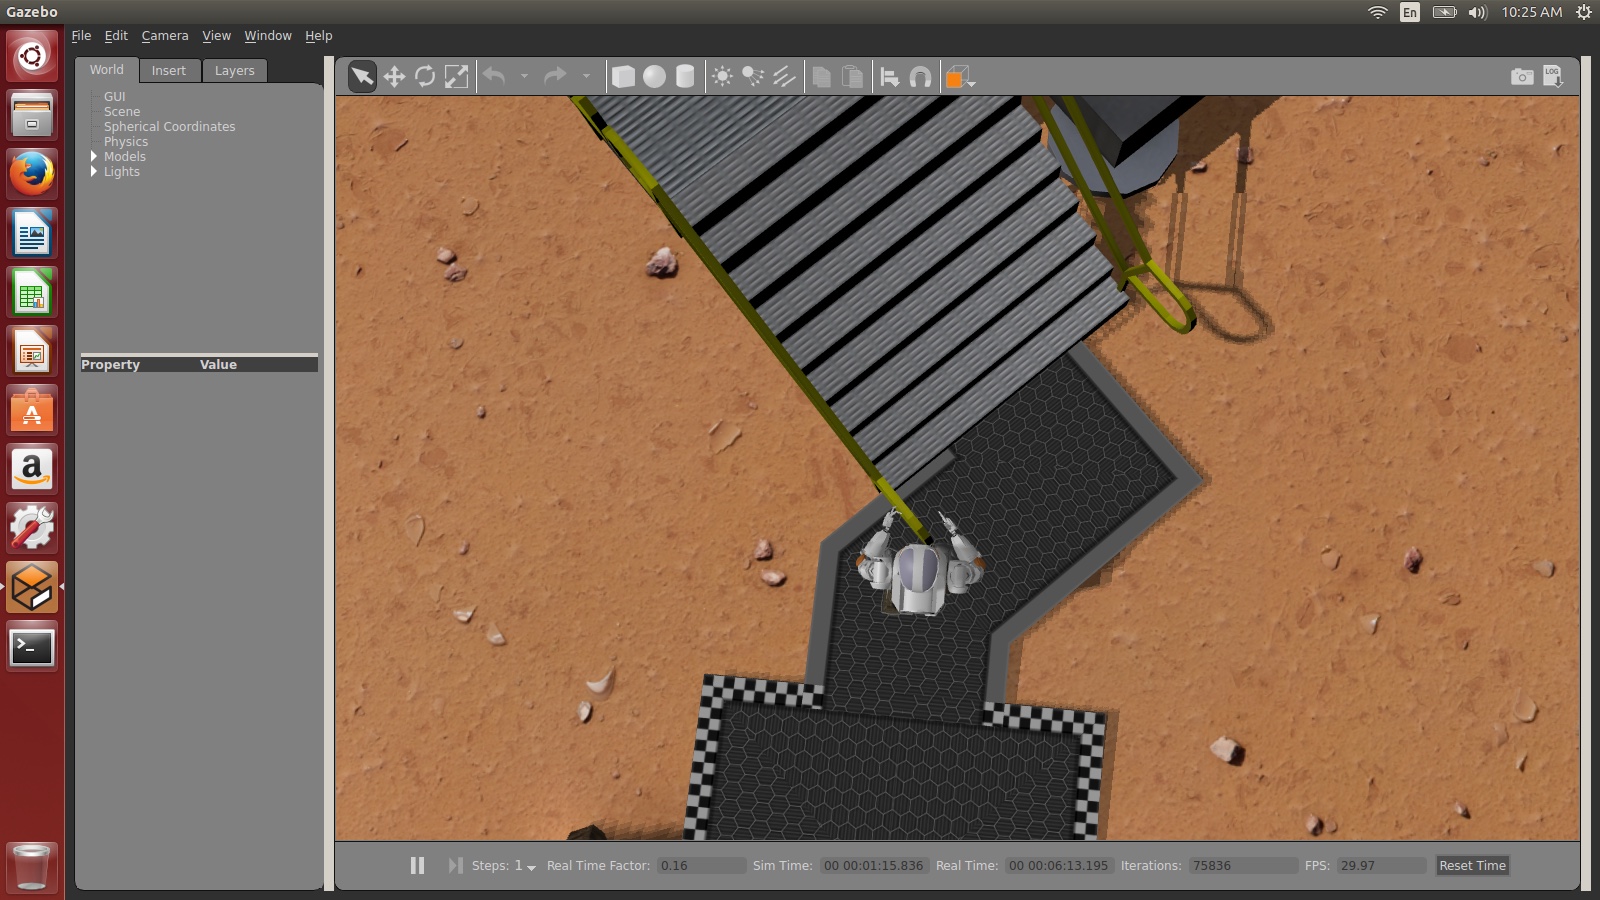 Gazebo
En
10:25 AM
File Edit Camera View Window Help
World Insert Layers
LOG
GUI
Scene
Spherical Coordinates
Physics
Models
Lights
Property Value
Steps: 1 Real Time Factor: 0.16 Sim Time: 00 00:01:15.836 Real Time: 00 00:06:13.195 Iterations: 75836 FPS: 29.97 Reset Time